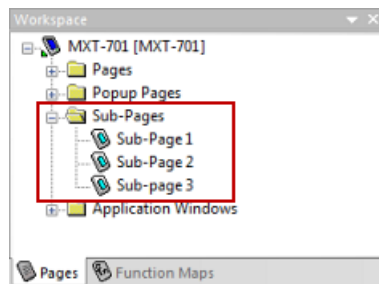 Workspace
MXT-701 [MXT-701]
Pages
Popup Pages
Sub-Pages
Sub-Page 1
Sub-Page 2
Sub-page 3
Application Windows
Pages Function Maps